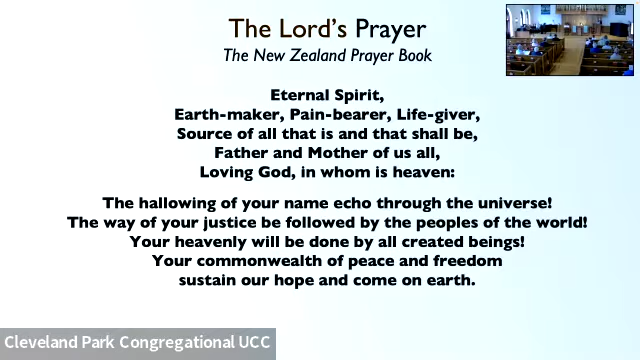 The Lord's Prayer
The New Zealand Prayer Book
Eternal Spirit,
Earth-maker, Pain-bearer, Life-giver,
Source of all that is and that shall be,
Father and Mother of us all,
Loving God, in whom is heaven:
The hallowing of your name echo through the universe!
The way of your justice be followed by the peoples of the world!
Your heavenly will be done by all created beings!
Your commonwealth of peace and freedom
sustain our hope and come on earth.
Cleveland Park Congregational UCC